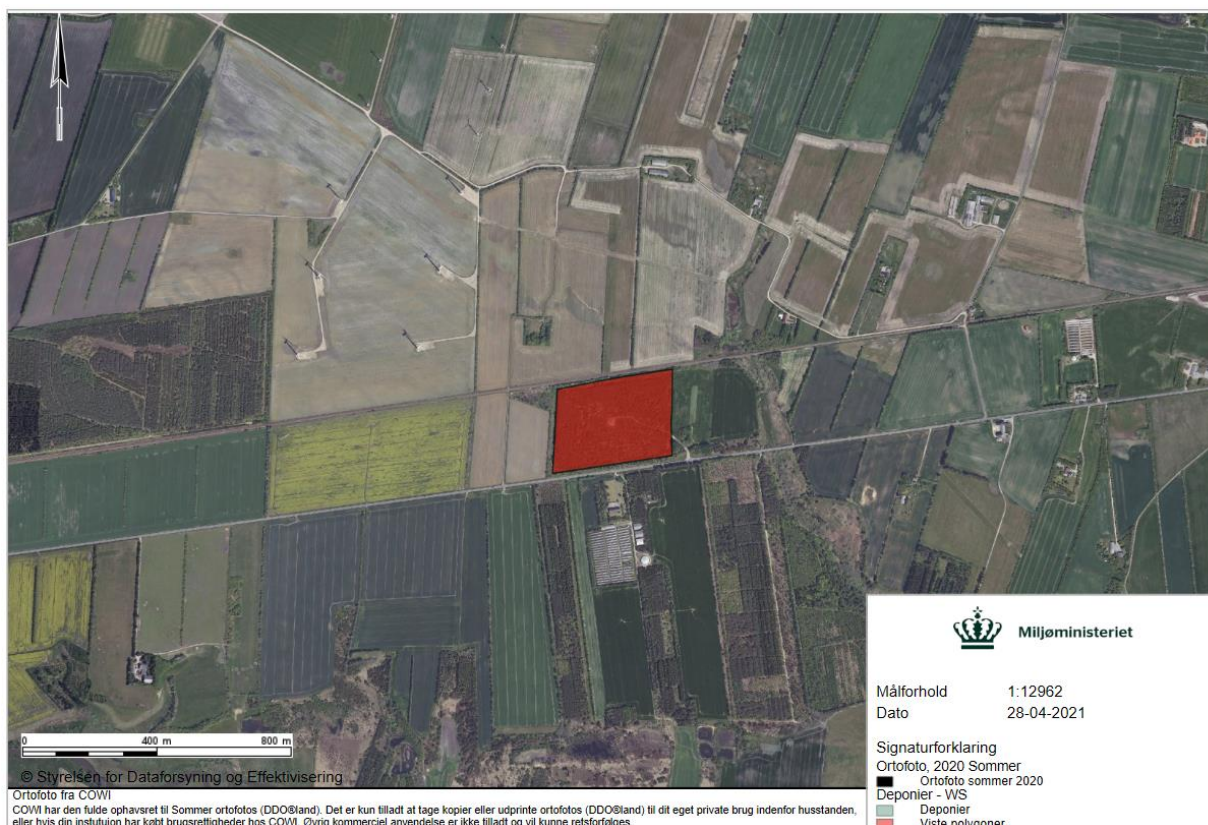 0 400 m 800 m
© Styrelsen for Dataforsyning og Effektivisering
Ortofoto fra COWI
COWI har den fulde ophavsret til Sommer ortofotos (DDO®land). Det er kun tilladt at tage kopier eller udprinte ortofotos (DDO®land) til dit eget private brug indenfor husstanden,
eller hvis din instutuion har købt brugsrettigheder hos COWI. Øvrig kommerciel anvendelse er ikke tilladt og vil kunne retsforfølges
Miljøministeriet
Målforhold 1:12962
Dato 28-04-2021
Signaturforklaring
Ortofoto, 2020 Sommer
Ortofoto sommer 2020
Deponier - WS
Deponier
Viste polygoner